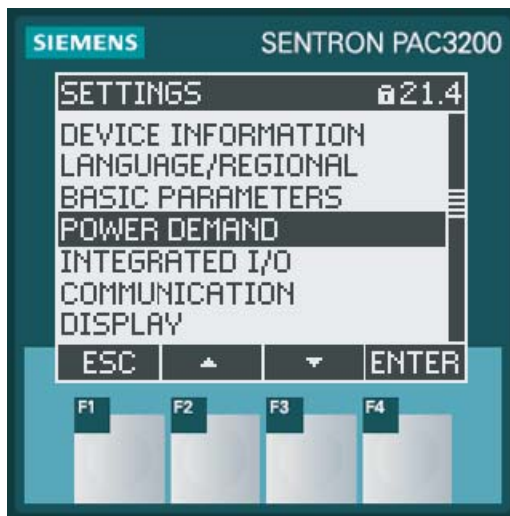 SIEMENS SENTRON PAC3200
SETTINGS 21.4
DEVICE INFORMATION
LANGUAGE/REGIONAL
BASIC PARAMETERS
POWER DEMAND
INTEGRATED I/O
COMMUNICATION
DISPLAY
ESC ▲ ▼ ENTER
F1 F2 F3 F4